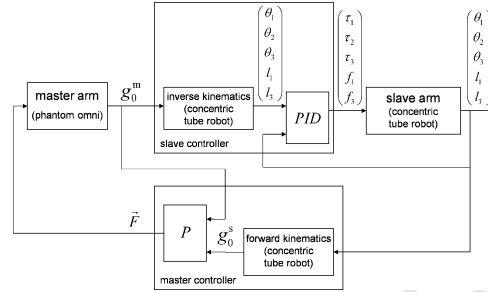 θ₁
θ₂
θ₃
l₁
l₃
τ₁
τ₂
τ₃
f₁
f₃
θ₁
θ₂
θ₃
l₁
l₃
master arm
(phantom omni)
g₀ᵐ
inverse kinematics
(concentric
tube robot)
PID
slave controller
slave arm
(concentric
tube robot)
F⃗
P
g₀ˢ
forward kinematics
(concentric
tube robot)
master controller